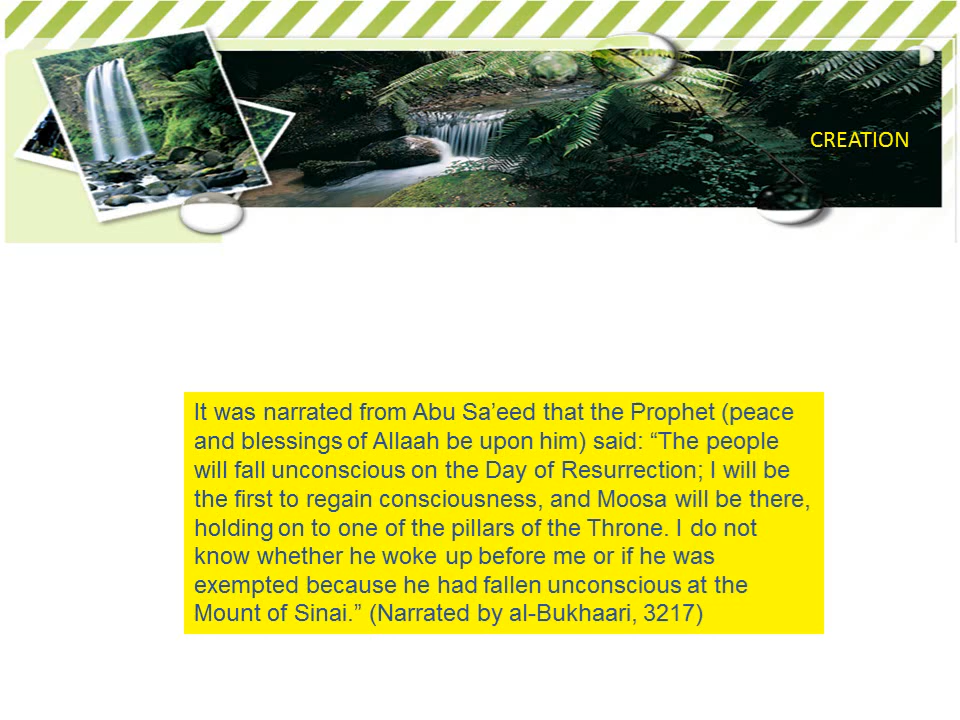 CREATION
It was narrated from Abu Sa’eed that the Prophet (peace
and blessings of Allaah be upon him) said: “The people
will fall unconscious on the Day of Resurrection; I will be
the first to regain consciousness, and Moosa will be there,
holding on to one of the pillars of the Throne. I do not
know whether he woke up before me or if he was
exempted because he had fallen unconscious at the
Mount of Sinai.” (Narrated by al-Bukhaari, 3217)